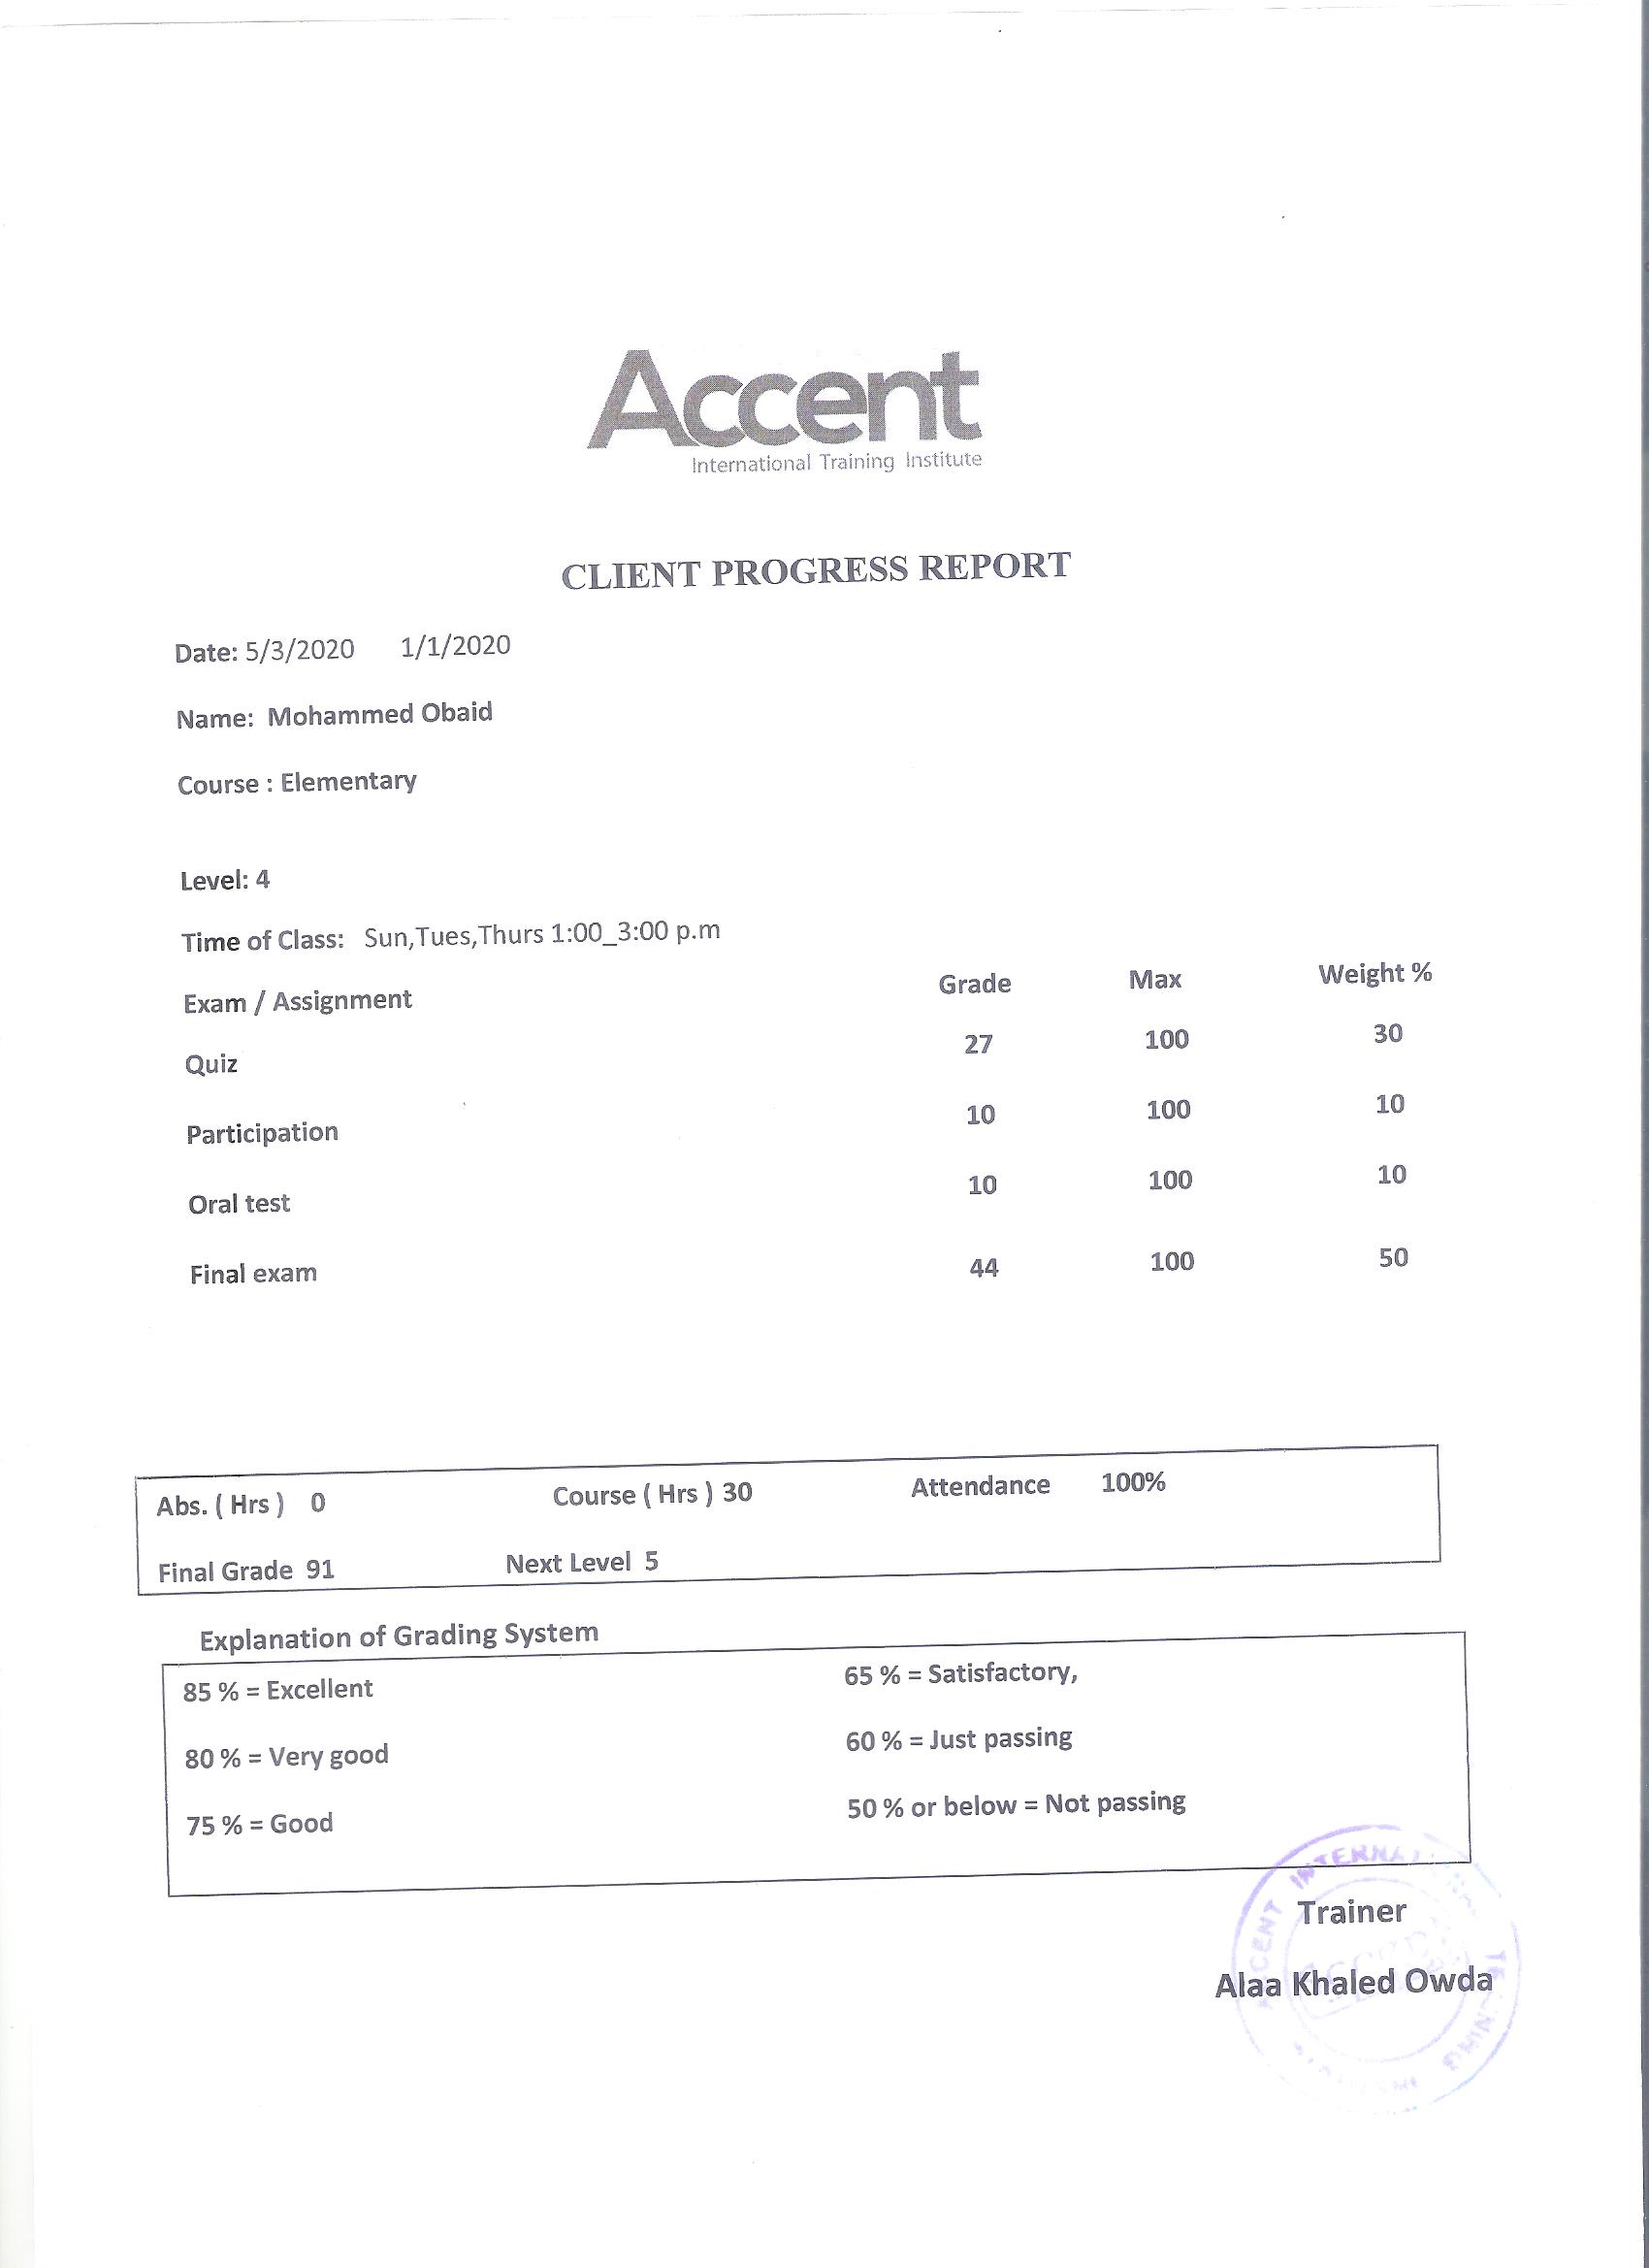 Accent
International Training Institute
CLIENT PROGRESS REPORT
Date: 5/3/2020 1/1/2020
Name: Mohammed Obaid
Course : Elementary
Level: 4
Time of Class: Sun,Tues,Thurs 1:00_3:00 p.m
Exam / Assignment Grade Max Weight %
Quiz 27 100 30
Participation 10 100 10
Oral test 10 100 10
Final exam 44 100 50
Abs. ( Hrs ) 0 Course ( Hrs ) 30 Attendance 100%
Final Grade 91 Next Level 5
Explanation of Grading System
85 % = Excellent 65 % = Satisfactory,
80 % = Very good 60 % = Just passing
75 % = Good 50 % or below = Not passing
Trainer
Alaa Khaled Owda